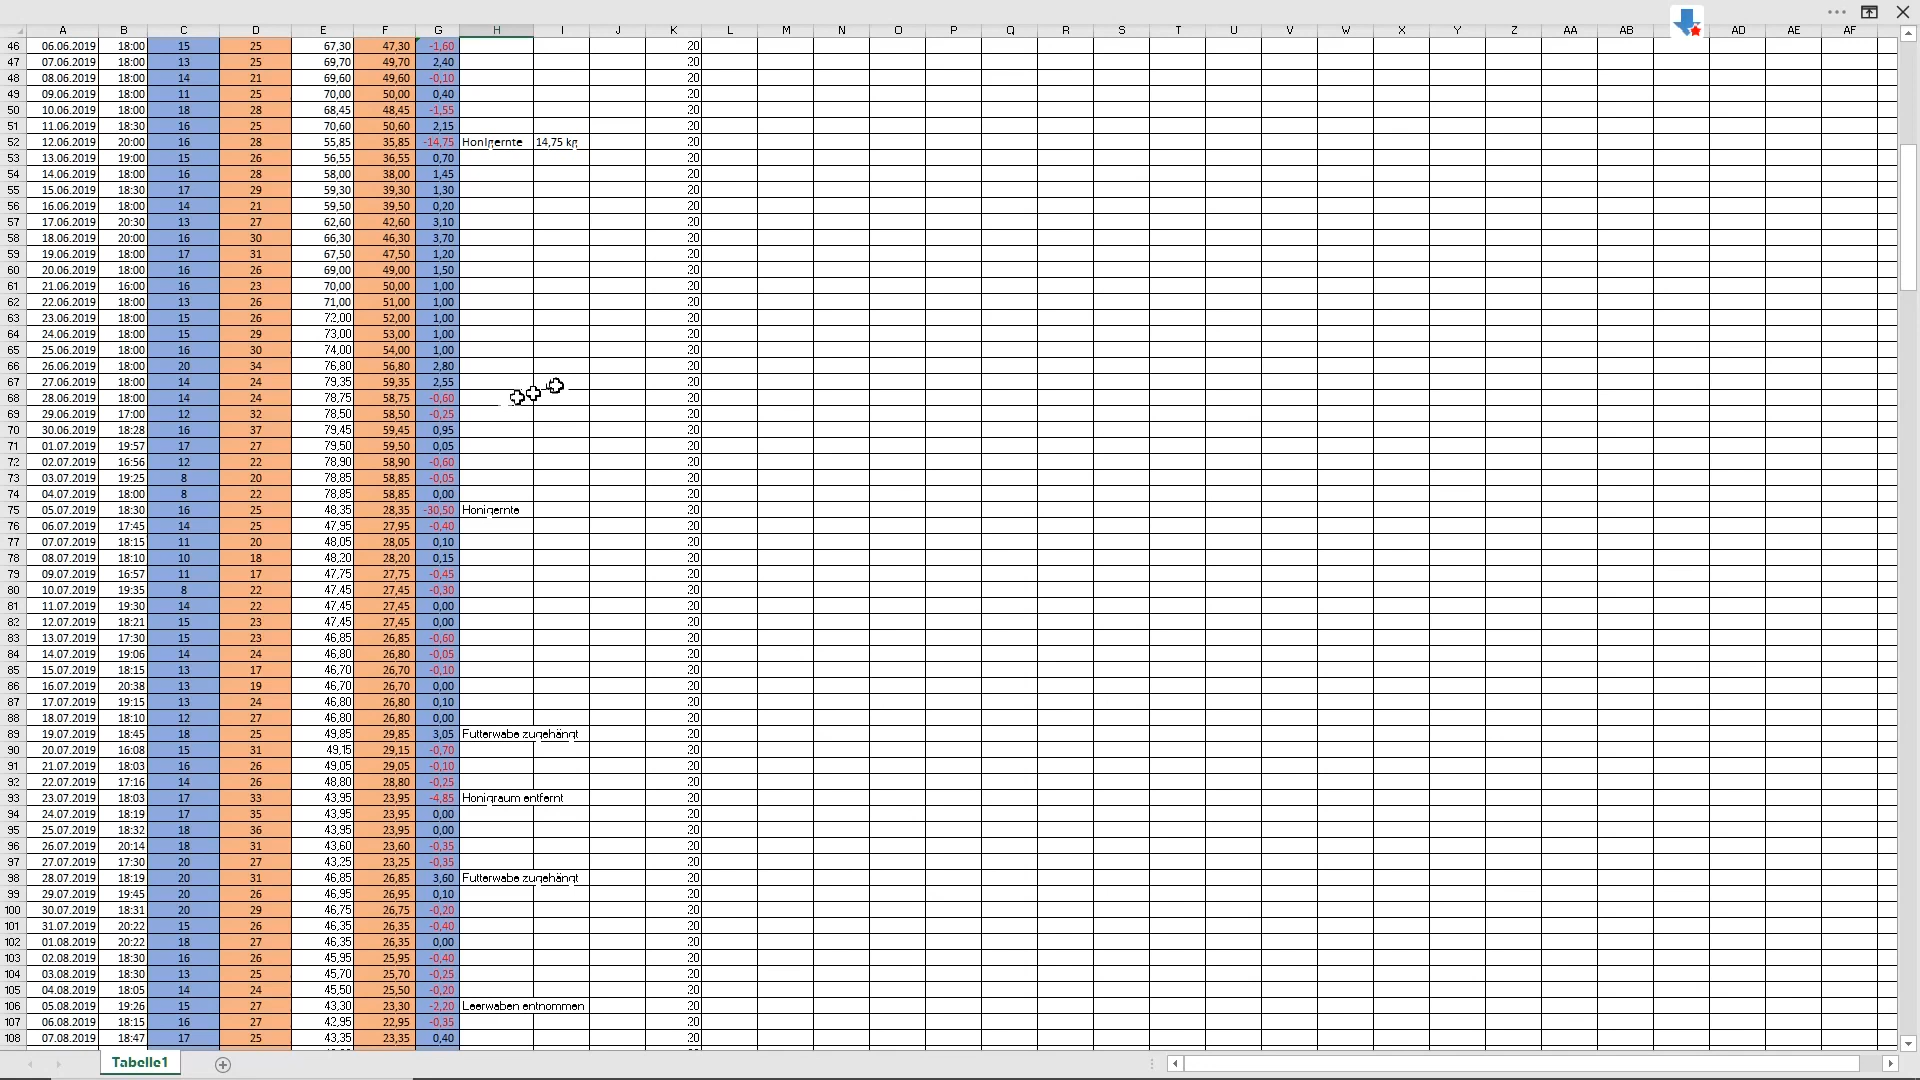 A B C D E F G H I J K L M N O P Q R S T U V W X Y Z AA AB AD AE AF
46 06.06.2019 18:00 15 25 67,30 47,30 -1,60 20
47 07.06.2019 18:00 13 25 69,70 49,70 2,40 20
48 08.06.2019 18:00 14 21 69,60 49,60 -0,10 20
49 09.06.2019 18:00 11 25 70,00 50,00 0,40 20
50 10.06.2019 18:00 18 28 68,45 48,45 -1,55 20
51 11.06.2019 18:30 16 25 70,60 50,60 2,15 20
52 12.06.2019 20:00 16 28 55,85 35,85 -14,75 Honigernte 14,75 kg 20
53 13.06.2019 19:00 15 26 56,55 36,55 0,70 20
54 14.06.2019 18:00 16 28 58,00 38,00 1,45 20
55 15.06.2019 18:30 17 29 59,30 39,30 1,30 20
56 16.06.2019 18:00 14 21 59,50 39,50 0,20 20
57 17.06.2019 20:30 13 27 62,60 42,60 3,10 20
58 18.06.2019 20:00 16 30 66,30 46,30 3,70 20
59 19.06.2019 18:00 17 31 67,50 47,50 1,20 20
60 20.06.2019 18:00 16 26 69,00 49,00 1,50 20
61 21.06.2019 16:00 16 23 70,00 50,00 1,00 20
62 22.06.2019 18:00 13 26 71,00 51,00 1,00 20
63 23.06.2019 18:00 15 26 72,00 52,00 1,00 20
64 24.06.2019 18:00 15 29 73,00 53,00 1,00 20
65 25.06.2019 18:00 16 30 74,00 54,00 1,00 20
66 26.06.2019 18:00 20 34 76,80 56,80 2,80 20
67 27.06.2019 18:00 14 24 79,35 59,35 2,55 20
68 28.06.2019 18:00 14 24 78,75 58,75 -0,60 20
69 29.06.2019 17:00 12 32 78,50 58,50 -0,25 20
70 30.06.2019 18:28 16 37 79,45 59,45 0,95 20
71 01.07.2019 19:57 17 27 79,50 59,50 0,05 20
72 02.07.2019 16:56 12 22 78,90 58,90 -0,60 20
73 03.07.2019 19:25 8 20 78,85 58,85 -0,05 20
74 04.07.2019 18:00 8 22 78,85 58,85 0,00 20
75 05.07.2019 18:30 16 25 48,35 28,35 -30,50 Honigernte 20
76 06.07.2019 17:45 14 25 47,95 27,95 -0,40 20
77 07.07.2019 18:15 11 20 48,05 28,05 0,10 20
78 08.07.2019 18:10 10 18 48,20 28,20 0,15 20
79 09.07.2019 16:57 11 17 47,75 27,75 -0,45 20
80 10.07.2019 19:35 8 22 47,45 27,45 -0,30 20
81 11.07.2019 19:30 14 22 47,45 27,45 0,00 20
82 12.07.2019 18:21 15 23 47,45 27,45 0,00 20
83 13.07.2019 17:30 15 23 46,85 26,85 -0,60 20
84 14.07.2019 19:06 14 24 46,80 26,80 -0,05 20
85 15.07.2019 18:15 13 17 46,70 26,70 -0,10 20
86 16.07.2019 20:38 13 19 46,70 26,70 0,00 20
87 17.07.2019 19:15 13 24 46,80 26,80 0,10 20
88 18.07.2019 18:10 12 27 46,80 26,80 0,00 20
89 19.07.2019 18:45 18 25 49,85 29,85 3,05 Futterwabe zugehängt 20
90 20.07.2019 16:08 15 31 49,15 29,15 -0,70 20
91 21.07.2019 18:03 16 26 49,05 29,05 -0,10 20
92 22.07.2019 17:16 14 26 48,80 28,80 -0,25 20
93 23.07.2019 18:03 17 33 43,95 23,95 -4,85 Honigraum entfernt 20
94 24.07.2019 18:19 17 35 43,95 23,95 0,00 20
95 25.07.2019 18:32 18 36 43,95 23,95 0,00 20
96 26.07.2019 20:14 18 31 43,60 23,60 -0,35 20
97 27.07.2019 17:30 20 27 43,25 23,25 -0,35 20
98 28.07.2019 18:19 20 31 46,85 26,85 3,60 Futterwabe zugehängt 20
99 29.07.2019 19:45 20 26 46,95 26,95 0,10 20
100 30.07.2019 18:31 20 29 46,75 26,75 -0,20 20
101 31.07.2019 20:22 15 26 46,35 26,35 -0,40 20
102 01.08.2019 20:22 18 27 46,35 26,35 0,00 20
103 02.08.2019 18:30 16 26 45,95 25,95 -0,40 20
104 03.08.2019 18:30 13 25 45,70 25,70 -0,25 20
105 04.08.2019 18:05 14 24 45,50 25,50 -0,20 20
106 05.08.2019 19:26 15 27 43,30 23,30 -2,20 Leerwaben entnommen 20
107 06.08.2019 18:15 16 27 42,95 22,95 -0,35 20
108 07.08.2019 18:47 17 25 43,35 23,35 0,40 20
Tabelle1